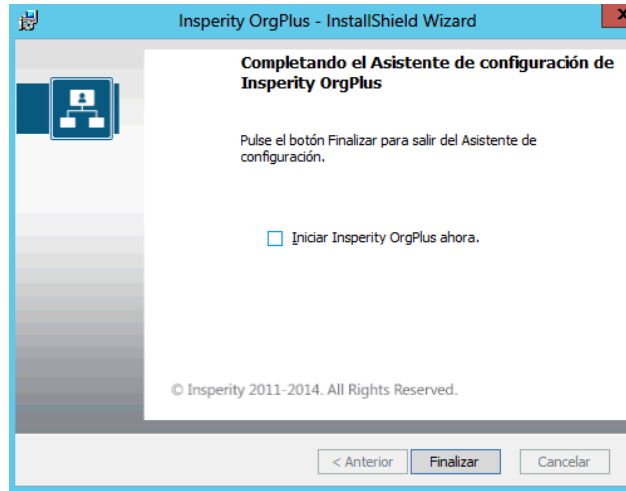 Insperity OrgPlus - InstallShield Wizard
x
Completando el Asistente de configuración de
Insperity OrgPlus
Pulse el botón Finalizar para salir del Asistente de
configuración.
Iniciar Insperity OrgPlus ahora.
© Insperity 2011-2014. All Rights Reserved.
< Anterior Finalizar Cancelar